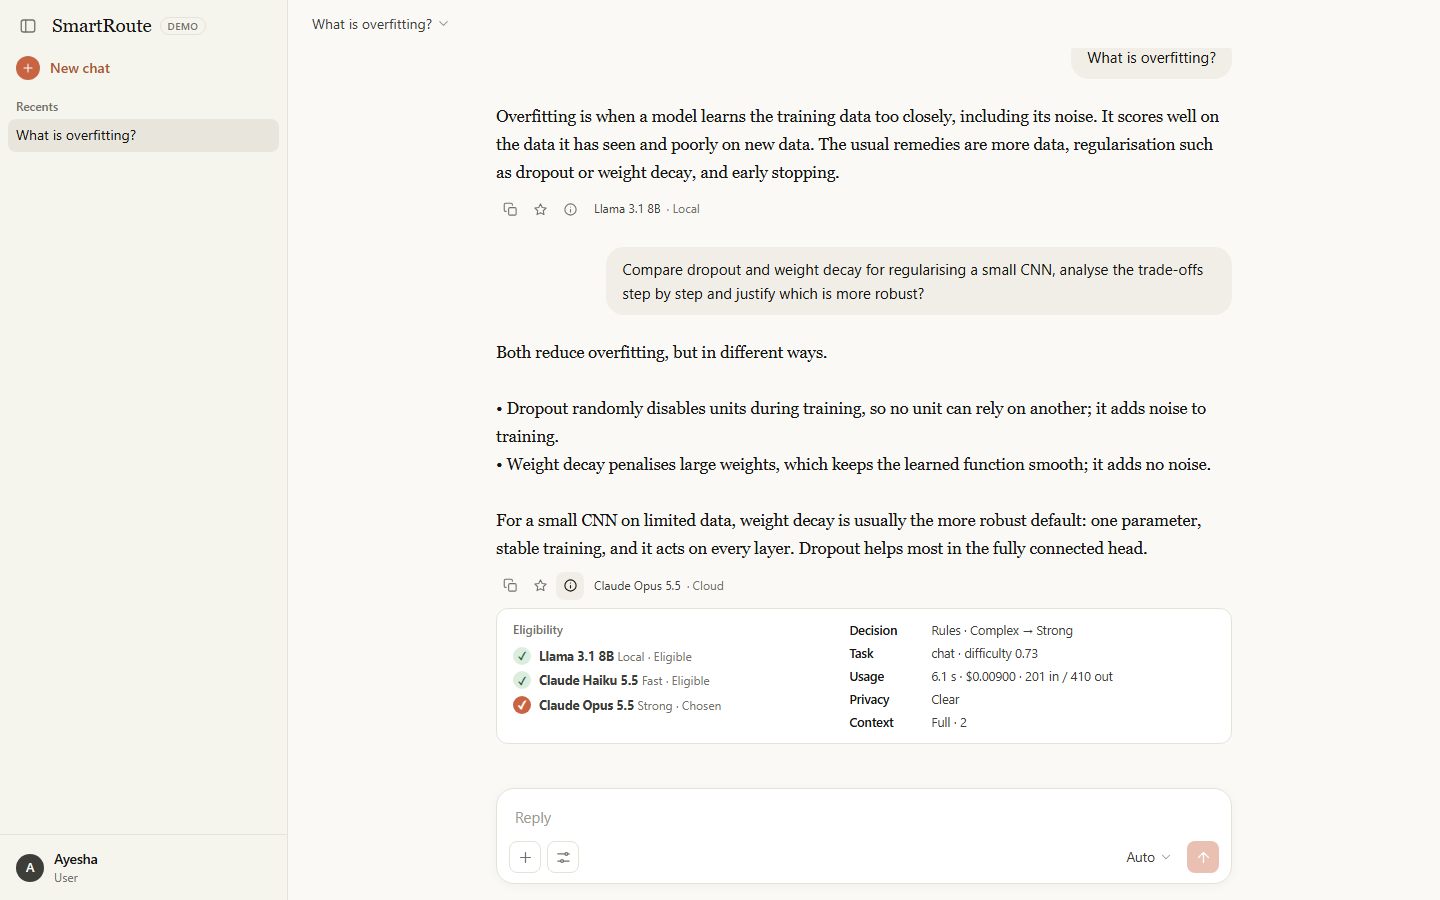 SmartRoute DEMO
New chat
Recents
What is overfitting?
Ayesha
A
User
What is overfitting?
What is overfitting?
Overfitting is when a model learns the training data too closely, including its noise. It scores well on
the data it has seen and poorly on new data. The usual remedies are more data, regularisation such
as dropout or weight decay, and early stopping.
Llama 3.1 8B · Local
Compare dropout and weight decay for regularising a small CNN, analyse the trade-offs
step by step and justify which is more robust?
Both reduce overfitting, but in different ways.
• Dropout randomly disables units during training, so no unit can rely on another; it adds noise to
training.
• Weight decay penalises large weights, which keeps the learned function smooth; it adds no noise.
For a small CNN on limited data, weight decay is usually the more robust default: one parameter,
stable training, and it acts on every layer. Dropout helps most in the fully connected head.
Claude Opus 5.5 · Cloud
Eligibility
Llama 3.1 8B Local · Eligible
Claude Haiku 5.5 Fast · Eligible
Claude Opus 5.5 Strong · Chosen
Decision Rules · Complex → Strong
Task chat · difficulty 0.73
Usage 6.1 s · $0.00900 · 201 in / 410 out
Privacy Clear
Context Full · 2
Reply
Auto